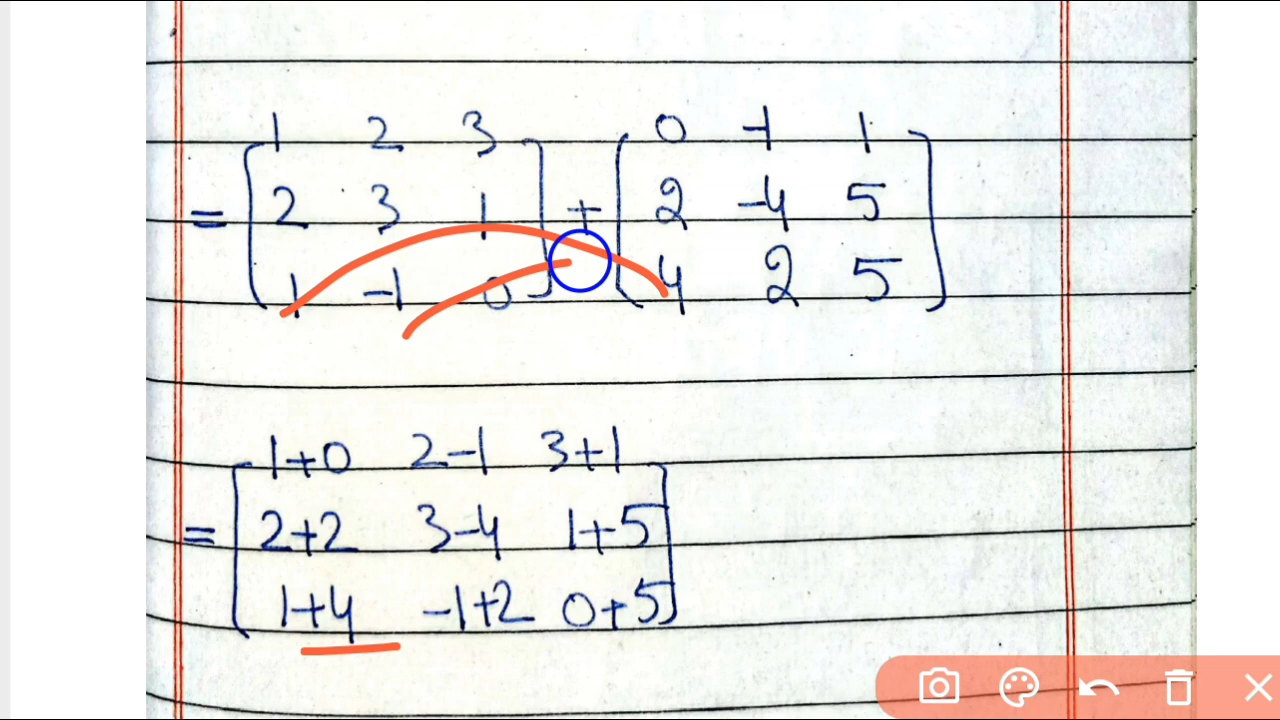 1 2 3 0 -1 1
= 2 3 1 + 2 -4 5
1 -1 0 4 2 5
1+0 2-1 3+1
= 2+2 3-4 1+5
1+4 -1+2 0+5